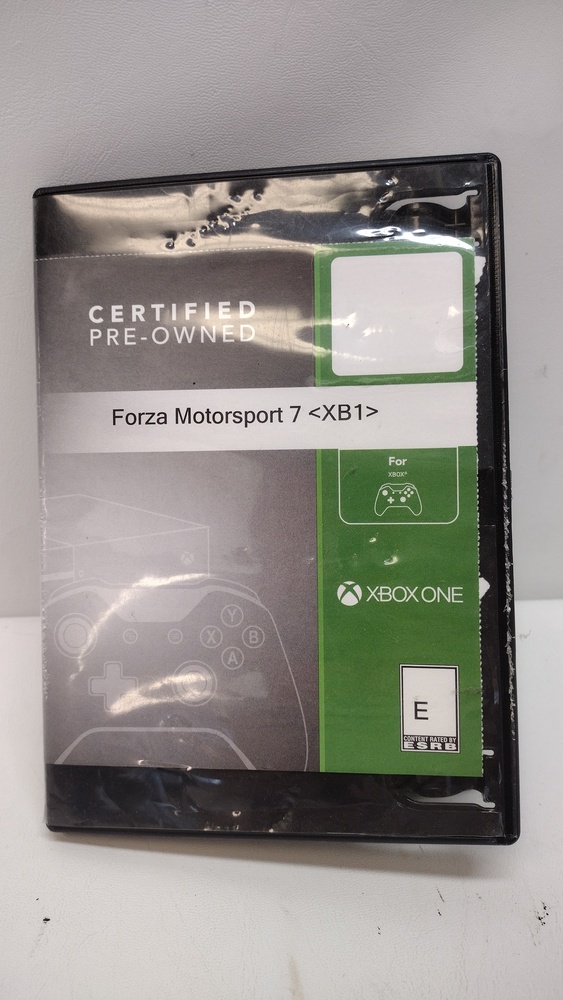 CERTIFIED
PRE-OWNED
Forza Motorsport 7 <XB1>
For
XBOX®
XBOX ONE
Y
X
B
A
E
CONTENT RATED BY
ESRB